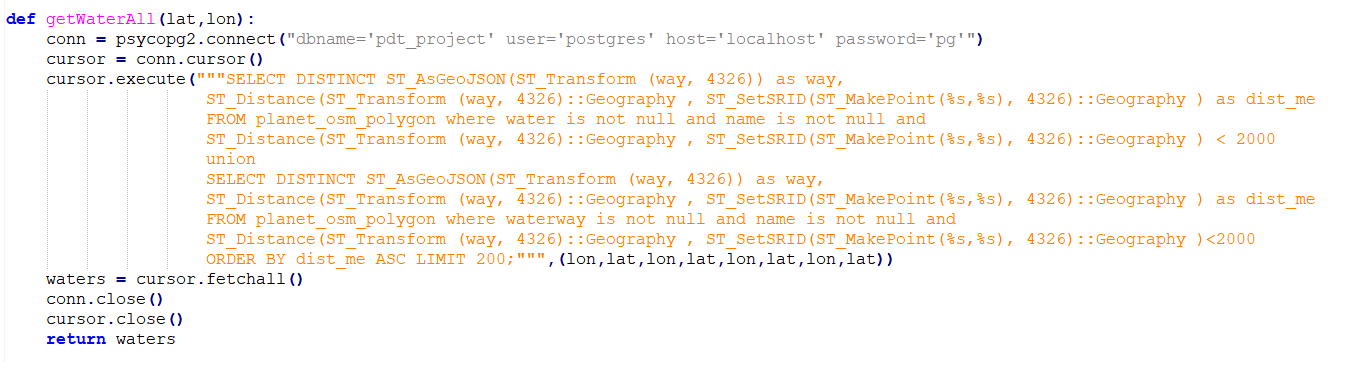 def getWaterAll(lat,lon):
    conn = psycopg2.connect("dbname='pdt_project' user='postgres' host='localhost' password='pg'")
    cursor = conn.cursor()
    cursor.execute("""SELECT DISTINCT ST_AsGeoJSON(ST_Transform (way, 4326)) as way,
                    ST_Distance(ST_Transform (way, 4326)::Geography , ST_SetSRID(ST_MakePoint(%s,%s), 4326)::Geography ) as dist_me
                    FROM planet_osm_polygon where water is not null and name is not null and
                    ST_Distance(ST_Transform (way, 4326)::Geography , ST_SetSRID(ST_MakePoint(%s,%s), 4326)::Geography ) < 2000
                    union
                    SELECT DISTINCT ST_AsGeoJSON(ST_Transform (way, 4326)) as way,
                    ST_Distance(ST_Transform (way, 4326)::Geography , ST_SetSRID(ST_MakePoint(%s,%s), 4326)::Geography ) as dist_me
                    FROM planet_osm_polygon where waterway is not null and name is not null and
                    ST_Distance(ST_Transform (way, 4326)::Geography , ST_SetSRID(ST_MakePoint(%s,%s), 4326)::Geography )<2000
                    ORDER BY dist_me ASC LIMIT 200;""",(lon,lat,lon,lat,lon,lat,lon,lat))
    waters = cursor.fetchall()
    conn.close()
    cursor.close()
    return waters